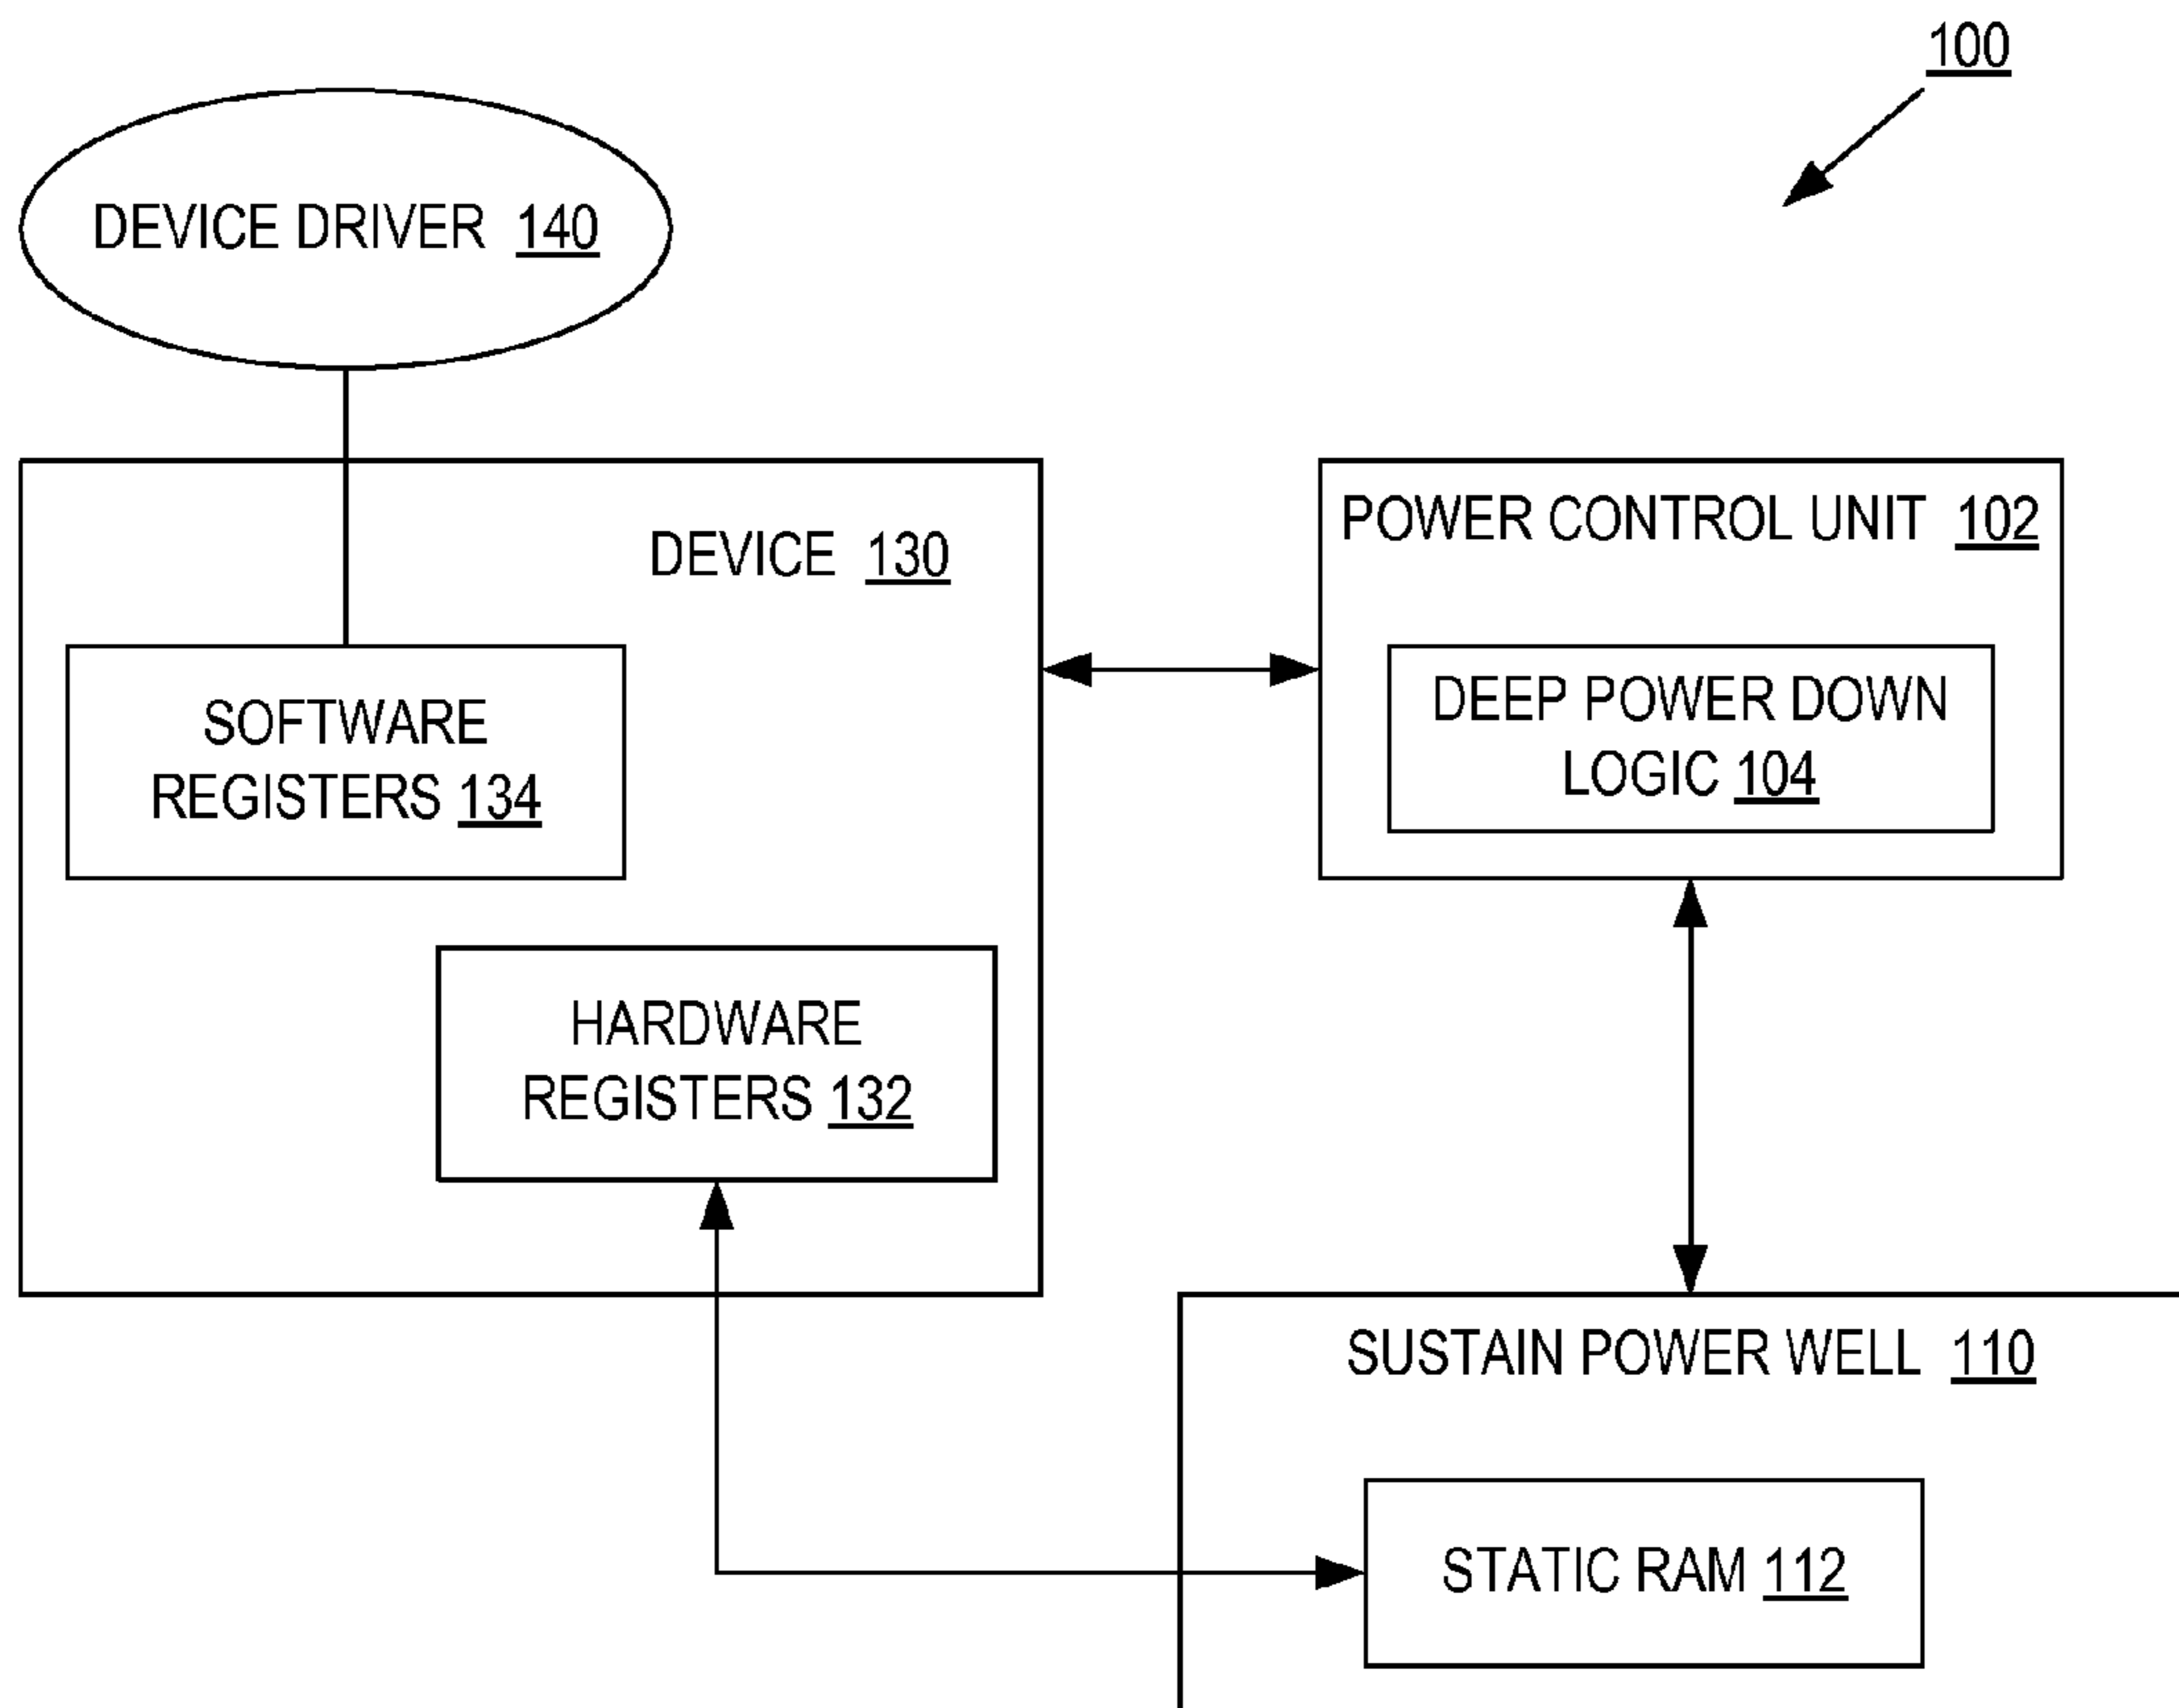 100
DEVICE DRIVER 140
DEVICE 130
POWER CONTROL UNIT 102
SOFTWARE
REGISTERS 134
DEEP POWER DOWN
LOGIC 104
HARDWARE
REGISTERS 132
SUSTAIN POWER WELL 110
STATIC RAM 112